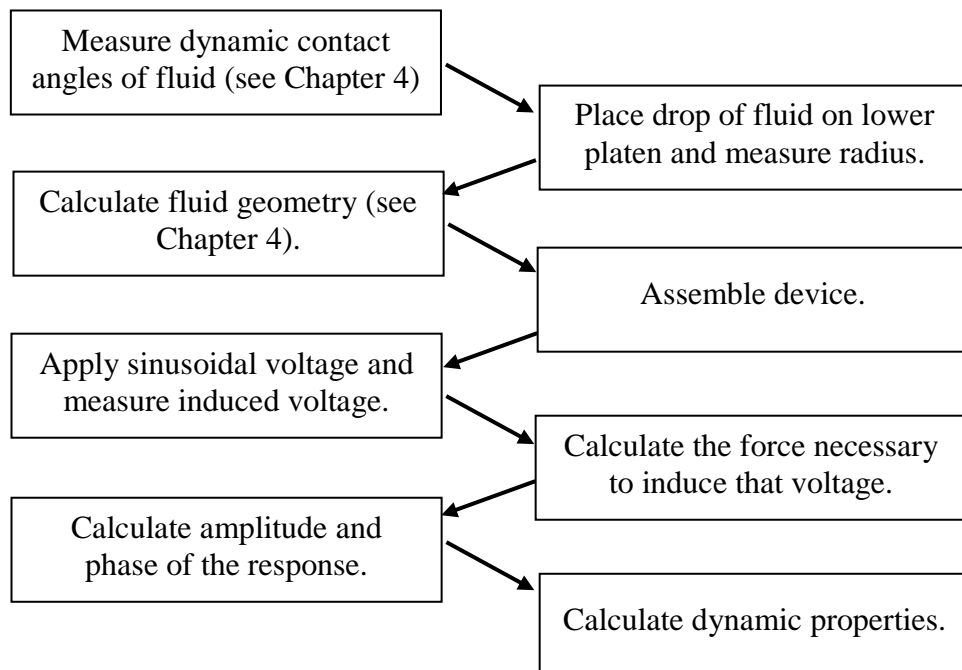 Measure dynamic contact
angles of fluid (see Chapter 4)
Place drop of fluid on lower
platen and measure radius.
Calculate fluid geometry (see
Chapter 4).
Assemble device.
Apply sinusoidal voltage and
measure induced voltage.
Calculate the force necessary
to induce that voltage.
Calculate amplitude and
phase of the response.
Calculate dynamic properties.